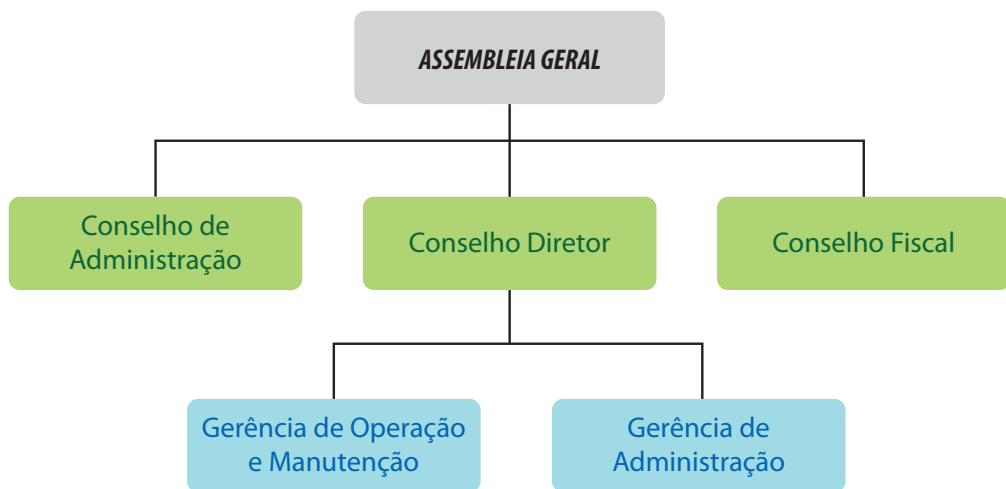 ASSEMBLEIA GERAL
Conselho de
Administração
Conselho Diretor
Conselho Fiscal
Gerência de Operação
e Manutenção
Gerência de
Administração